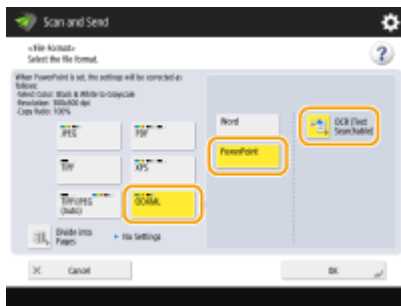 Scan and Send
<File Format>
Select the file format.
When PowerPoint is set, the settings will be corrected as
follows:
-Select Color: Black & White to Grayscale
-Resolution: 300x300 dpi
-Copy Ratio: 100%
JPEG
PDF
TIFF
XPS
TIFF/JPEG
(Auto)
OOXML
Word
PowerPoint
OCR (Text
Searchable)
Divide into
Pages
No Settings
Cancel
OK